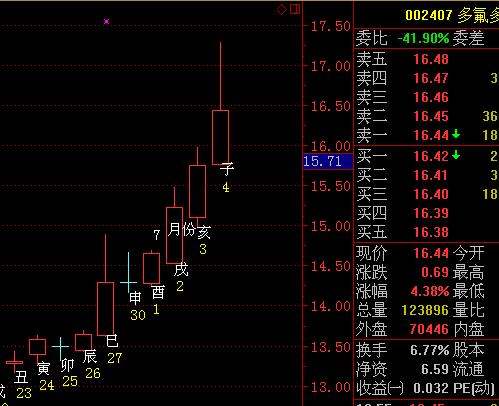 002407 多氟多
17.50
17.00
16.50
16.00
15.71
15.50
15.00
14.50
14.00
13.50
13.00
子
4
亥
3
7 月份
戌
2
酉
1
申
30
巳
27
辰
26
卯
25
寅
24
丑
23
委比 -41.90% 委差
卖五 16.48
卖四 16.47 3
卖三 16.46
卖二 16.45 36
卖一 16.44 18
买一 16.42 2
买二 16.41 3
买三 16.40 18
买四 16.39
买五 16.38
现价 16.44 今开
涨跌 0.69 最高
涨幅 4.38% 最低
总量 123896 量比
外盘 70446 内盘
换手 6.77% 股本
净资 6.59 流通
收益㈠ 0.032 PE(动)